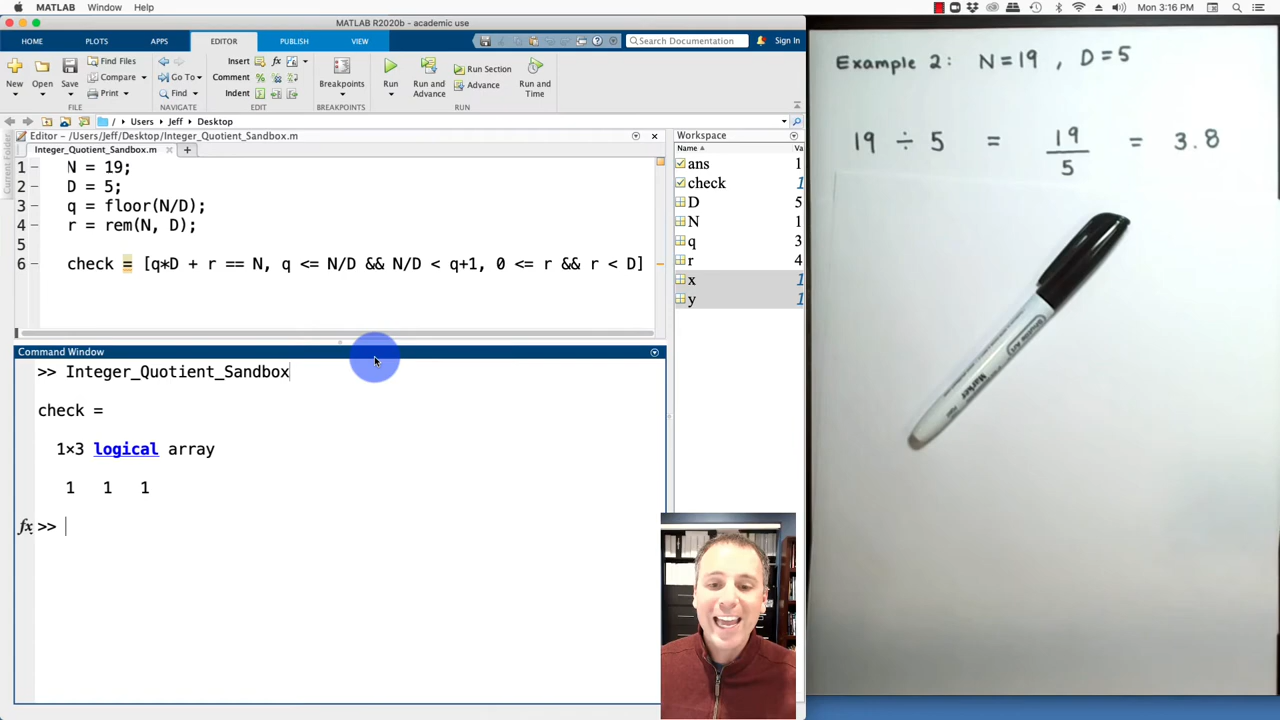 MATLAB Window Help
Mon 3:16 PM
MATLAB R2020b - academic use
HOME PLOTS APPS EDITOR PUBLISH VIEW
Search Documentation
Sign In
New Open Save
Find Files
Compare
Print
Go To
Find
Insert
Comment
Indent
Breakpoints
Run
Run and Advance
Run Section
Advance
Run and Time
FILE NAVIGATE EDIT BREAKPOINTS RUN
/ Users Jeff Desktop
Current Folder
Editor - /Users/Jeff/Desktop/Integer_Quotient_Sandbox.m
Integer_Quotient_Sandbox.m
1 N = 19;
2 D = 5;
3 q = floor(N/D);
4 r = rem(N, D);
5
6 check = [q*D + r == N, q <= N/D && N/D < q+1, 0 <= r && r < D]
Workspace
Name Va
ans 1
check 1
D 5
N 1
q 3
r 4
x 1
y 1
Command Window
>> Integer_Quotient_Sandbox
check =
1×3 logical array
1 1 1
fx >>
Example 2: N=19 , D=5
19 ÷ 5 = 19/5 = 3.8
Marker